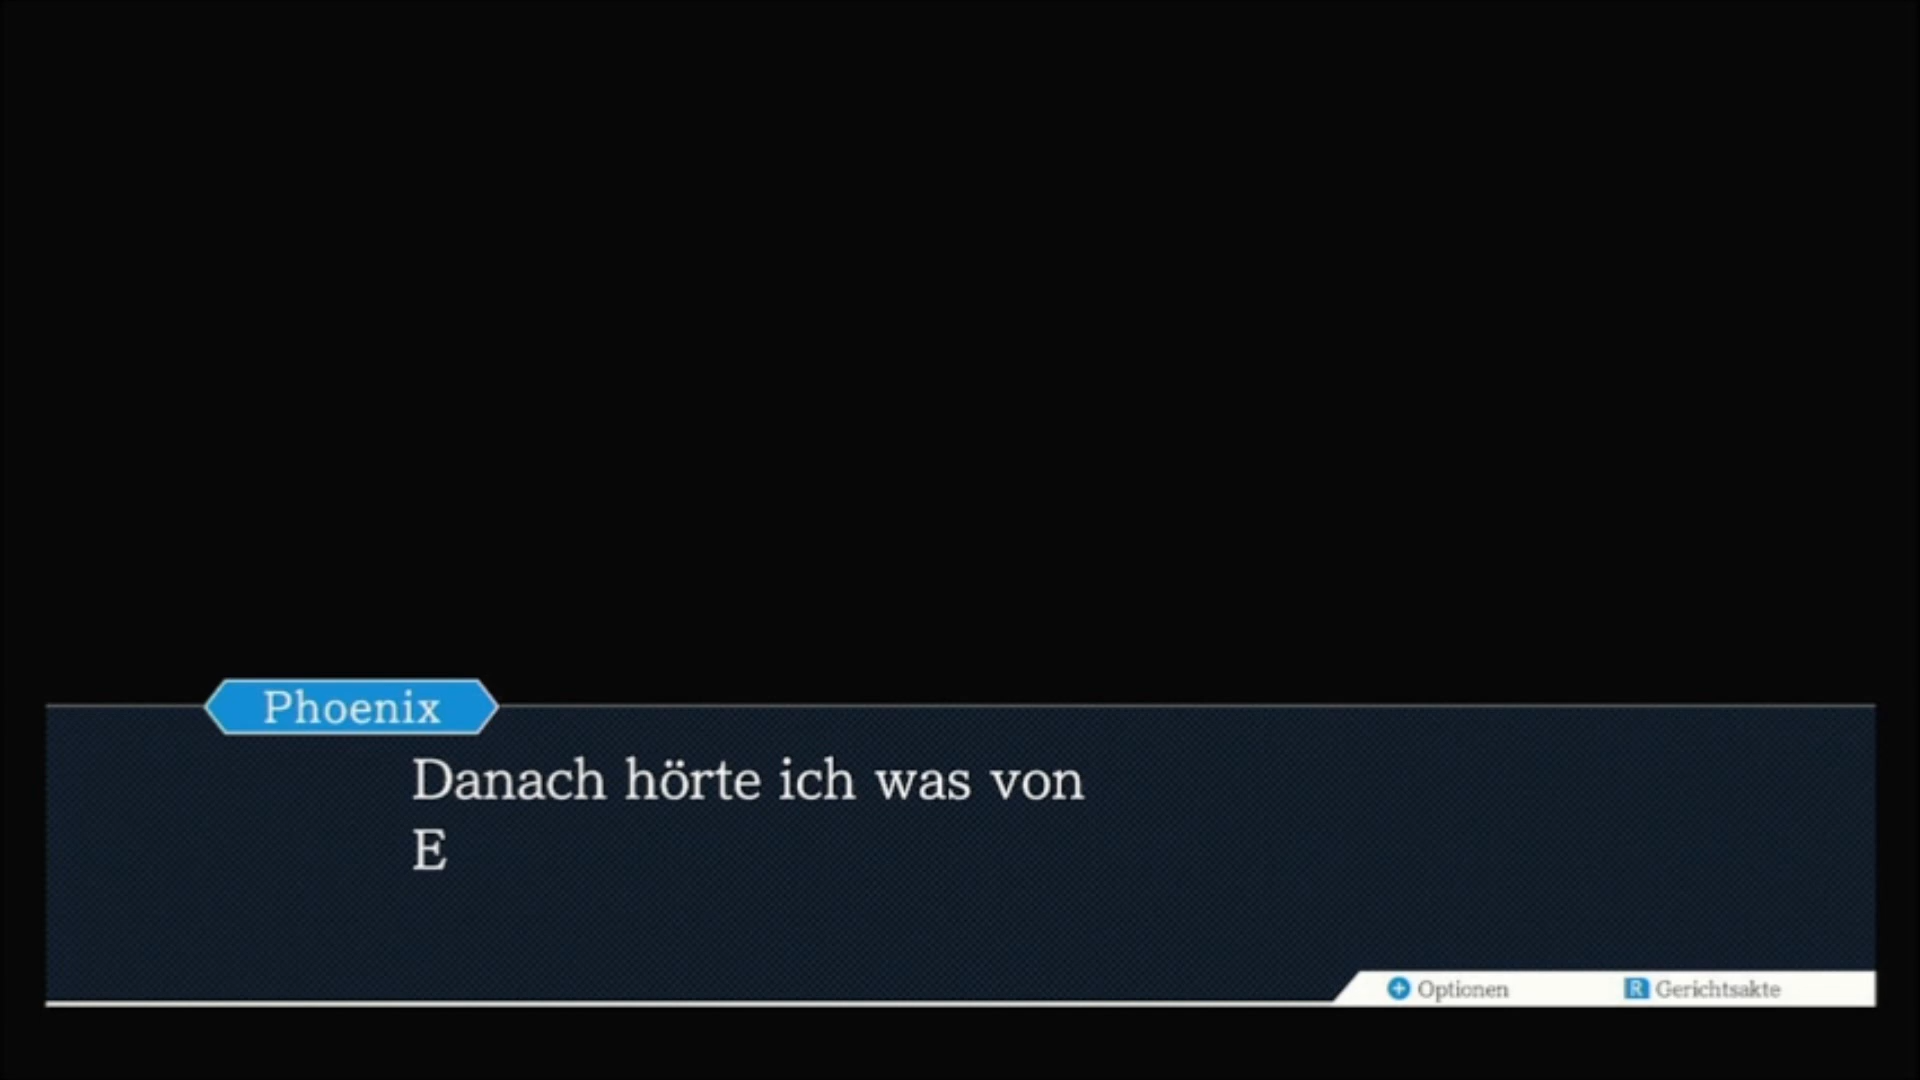 Phoenix
Danach hörte ich was von
E
+ Optionen
R Gerichtsakte